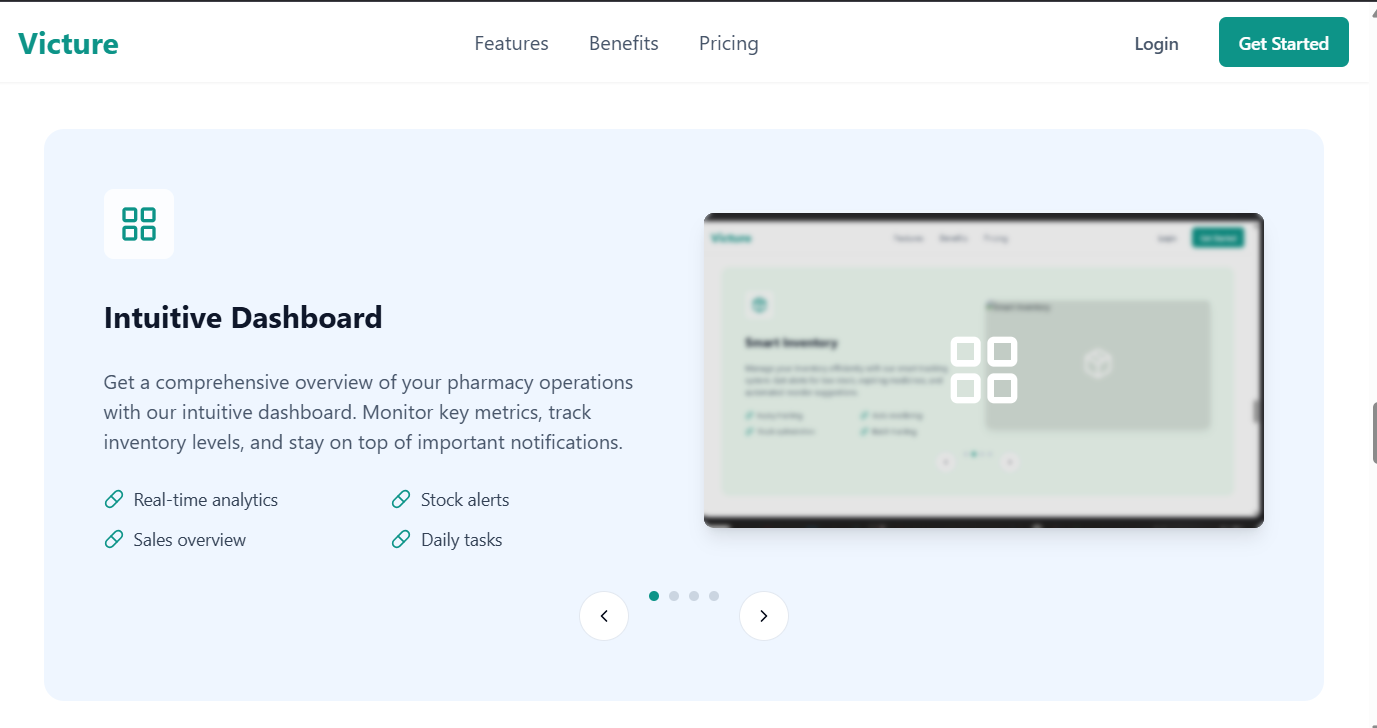 Victure
Features
Benefits
Pricing
Login
Get Started
Intuitive Dashboard
Get a comprehensive overview of your pharmacy operations
with our intuitive dashboard. Monitor key metrics, track
inventory levels, and stay on top of important notifications.
Real-time analytics
Stock alerts
Sales overview
Daily tasks
Victure
Features
Benefits
Pricing
Login
Get Started
Smart Inventory